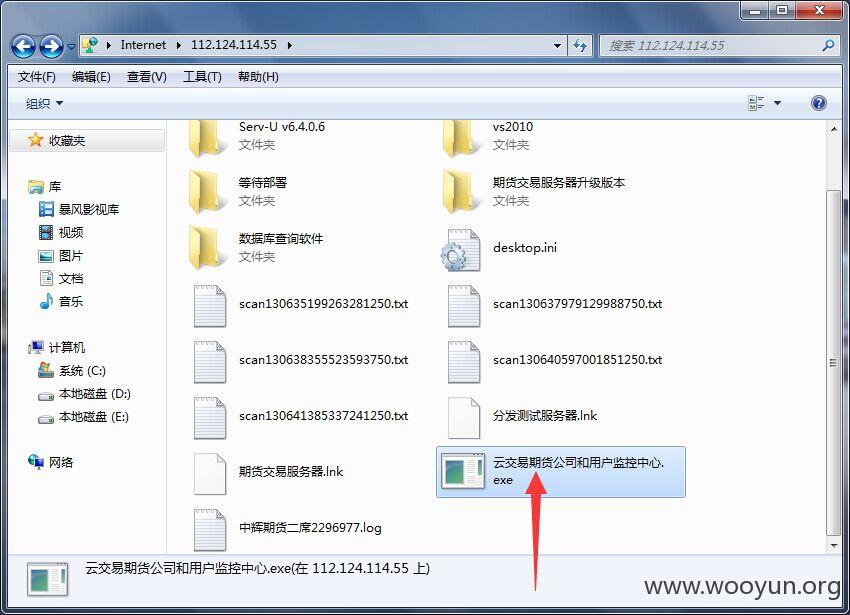 Internet ▸ 112.124.114.55 ▸
搜索 112.124.114.55
文件(F) 编辑(E) 查看(V) 工具(T) 帮助(H)
组织
收藏夹
库
暴风影视库
视频
图片
文档
音乐
计算机
系统 (C:)
本地磁盘 (D:)
本地磁盘 (E:)
网络
Serv-U v6.4.0.6
文件夹
vs2010
文件夹
等待部署
文件夹
期货交易服务器升级版本
文件夹
数据库查询软件
文件夹
desktop.ini
scan130635199263281250.txt
scan130637979129988750.txt
scan130638355523593750.txt
scan130640597001851250.txt
scan130641385337241250.txt
分发测试服务器.lnk
期货交易服务器.lnk
云交易期货公司和用户监控中心.
exe
中辉期货二席2296977.log
云交易期货公司和用户监控中心.exe(在 112.124.114.55 上)
www.wooyun.org